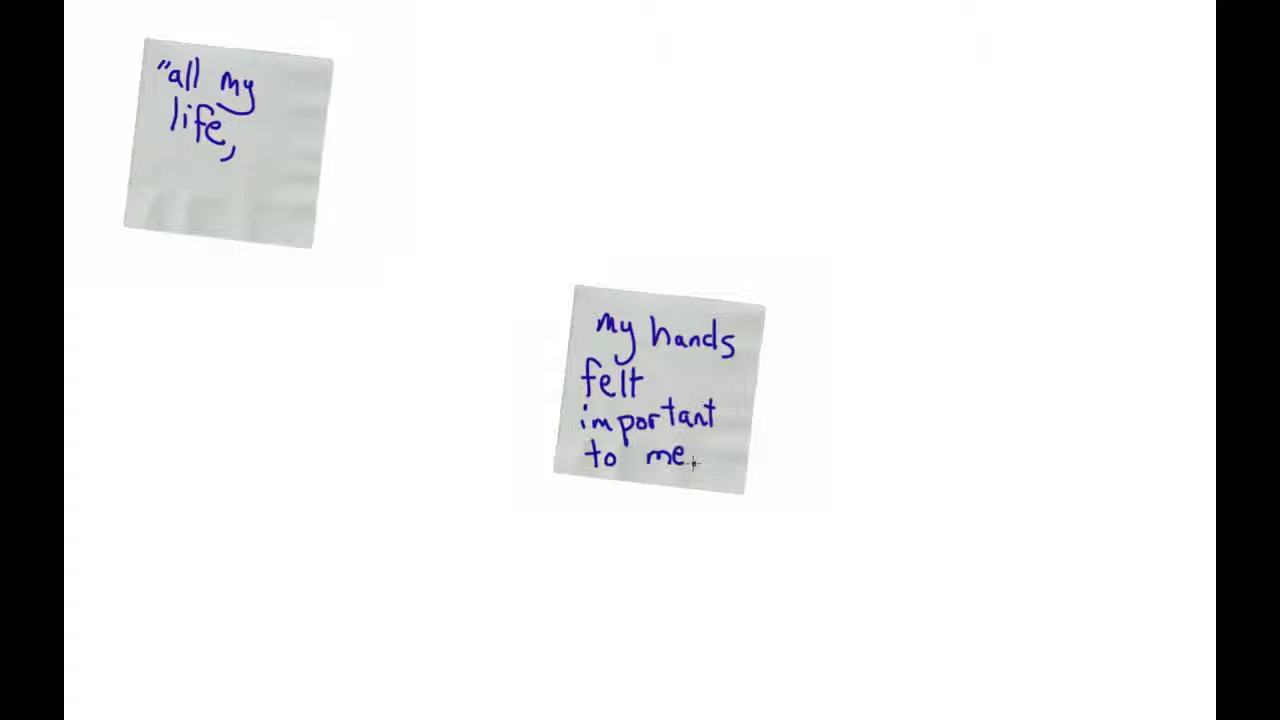 "all my
life,
my hands
felt
important
to me.